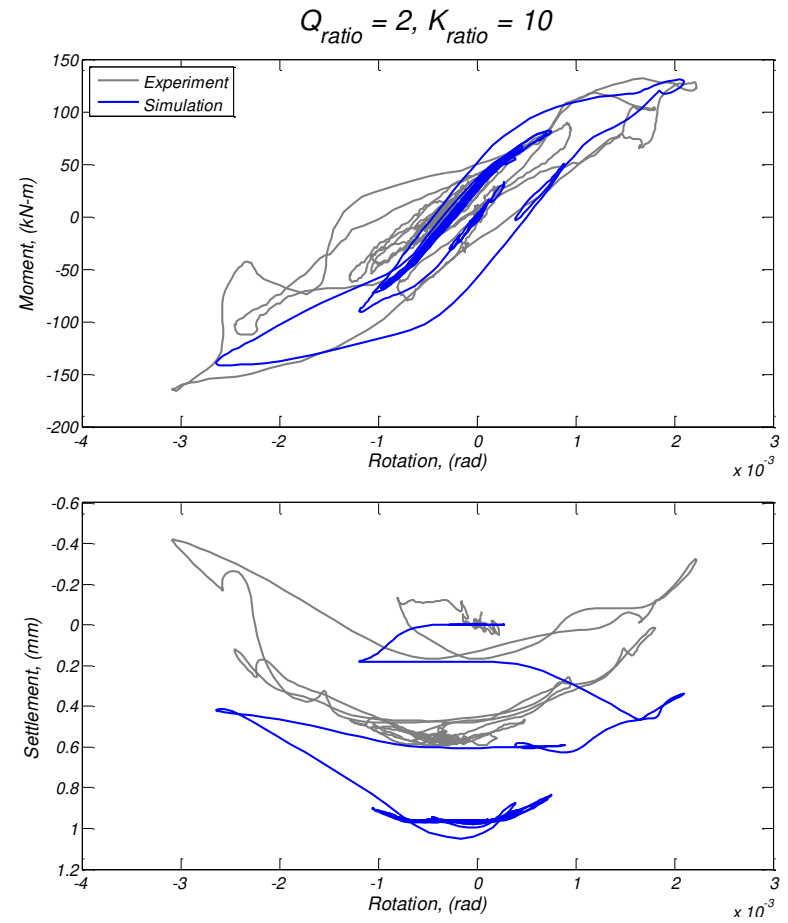 Q_ratio = 2, K_ratio = 10
150
100
50
0
-50
-100
-150
-200
Moment, (kN-m)
Experiment
Simulation
-4 -3 -2 -1 0 1 2 3
Rotation, (rad)
x 10^-3
-0.6
-0.4
-0.2
0
0.2
0.4
0.6
0.8
1
1.2
Settlement, (mm)
-4 -3 -2 -1 0 1 2 3
Rotation, (rad)
x 10^-3